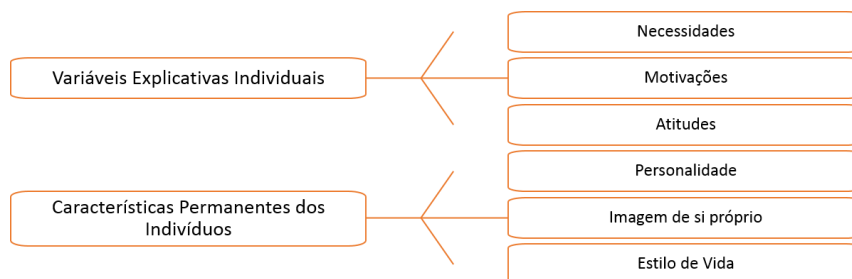 Variáveis Explicativas Individuais
Necessidades
Motivações
Atitudes
Características Permanentes dos
Indivíduos
Personalidade
Imagem de si próprio
Estilo de Vida